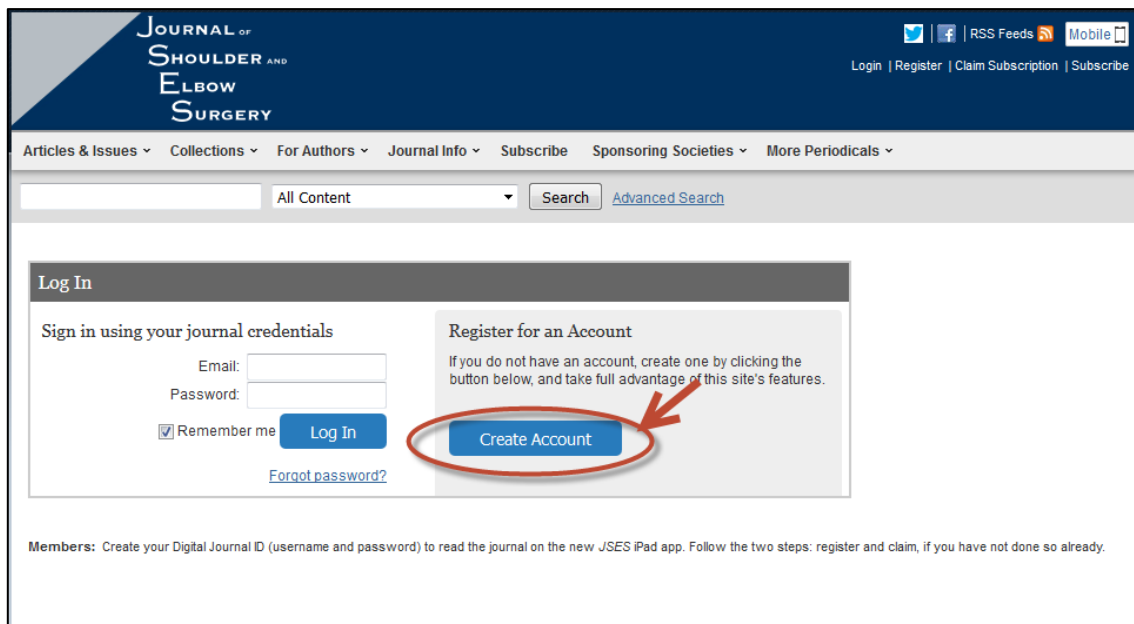 JOURNAL OF
SHOULDER AND
ELBOW
SURGERY
RSS Feeds Mobile
Login | Register | Claim Subscription | Subscribe
Articles & Issues Collections For Authors Journal Info Subscribe Sponsoring Societies More Periodicals
All Content Search Advanced Search
Log In
Sign in using your journal credentials
Email:
Password:
Remember me Log In
Forgot password?
Register for an Account
If you do not have an account, create one by clicking the
button below, and take full advantage of this site's features.
Create Account
Members: Create your Digital Journal ID (username and password) to read the journal on the new JSES iPad app. Follow the two steps: register and claim, if you have not done so already.